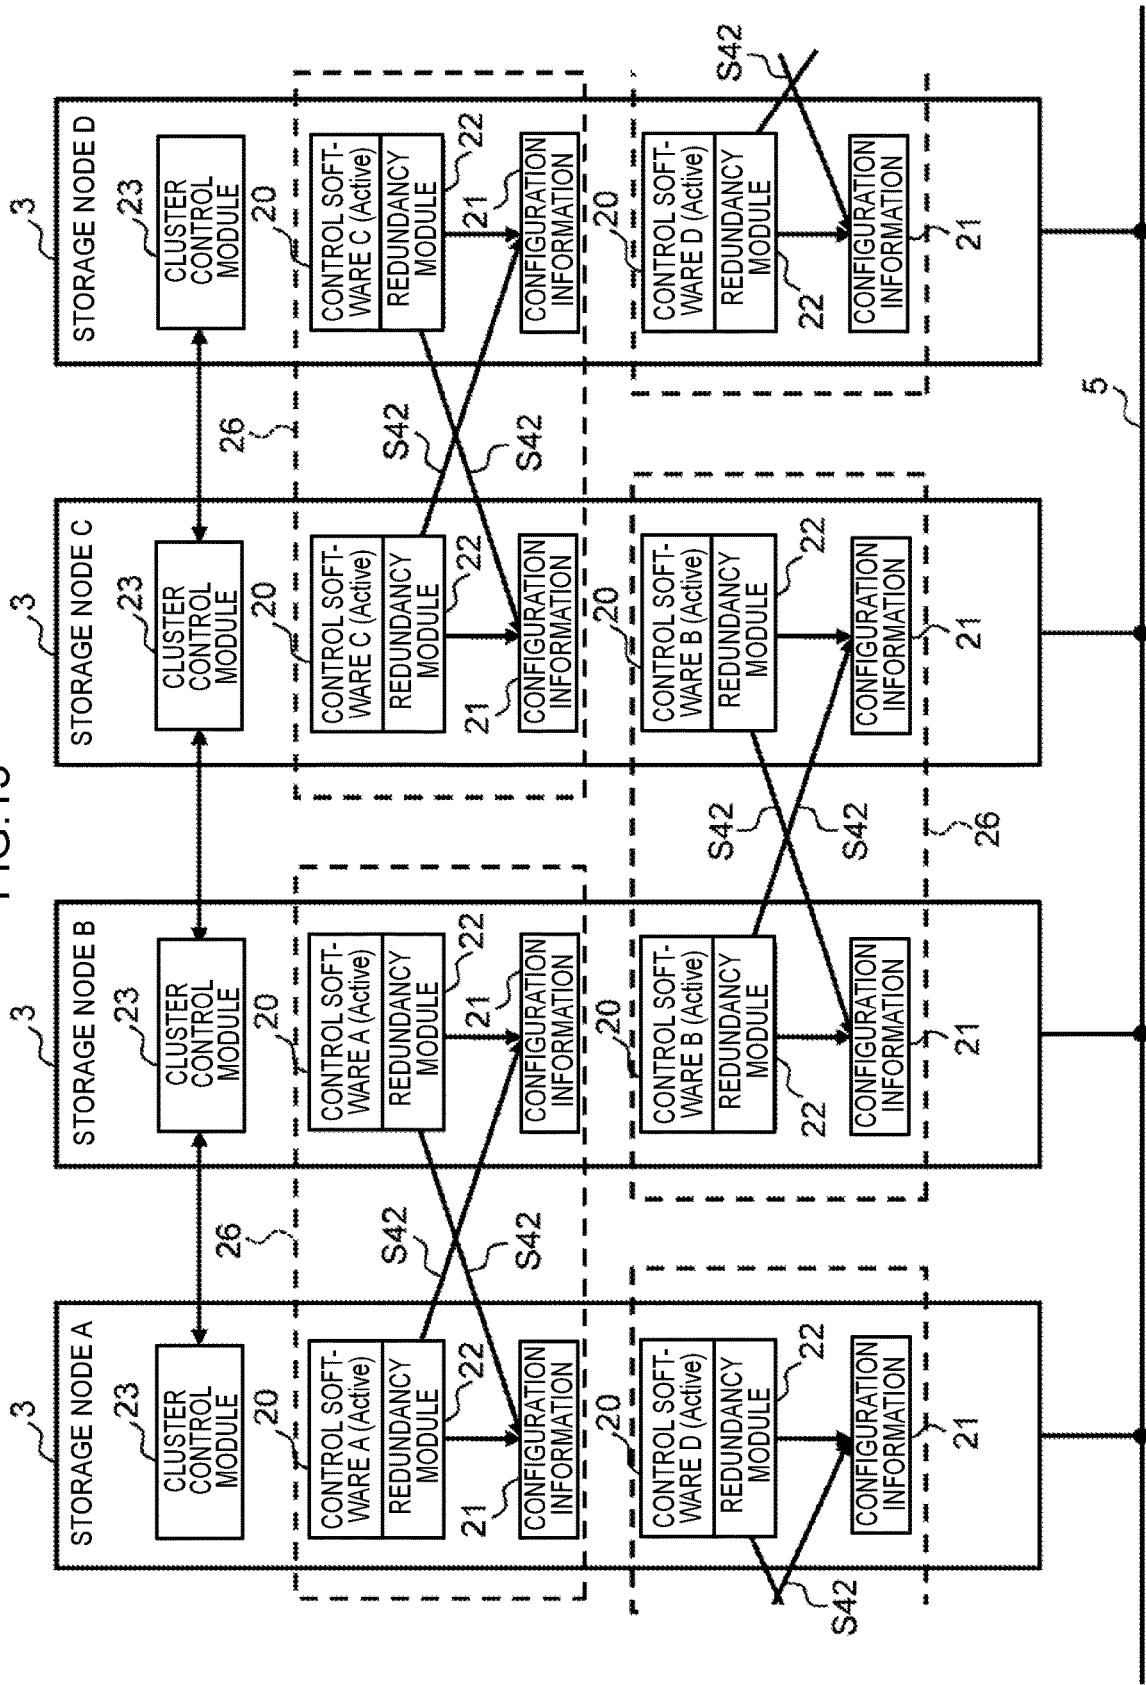 3
STORAGE NODE A
23
CLUSTER
CONTROL
MODULE
20
CONTROL SOFT-
WARE A (Active)
REDUNDANCY
MODULE
22
21
CONFIGURATION
INFORMATION
20
CONTROL SOFT-
WARE D (Active)
REDUNDANCY
MODULE
22
CONFIGURATION
INFORMATION
21
S42
26
S42
S42
3
STORAGE NODE B
23
CLUSTER
CONTROL
MODULE
20
CONTROL SOFT-
WARE A (Active)
REDUNDANCY
MODULE
22
21
CONFIGURATION
INFORMATION
20
CONTROL SOFT-
WARE B (Active)
REDUNDANCY
MODULE
22
CONFIGURATION
INFORMATION
21
S42
S42
26
3
STORAGE NODE C
23
CLUSTER
CONTROL
MODULE
20
CONTROL SOFT-
WARE C (Active)
REDUNDANCY
MODULE
22
21
CONFIGURATION
INFORMATION
20
CONTROL SOFT-
WARE B (Active)
REDUNDANCY
MODULE
22
CONFIGURATION
INFORMATION
21
26
S42
S42
5
3
STORAGE NODE D
23
CLUSTER
CONTROL
MODULE
20
CONTROL SOFT-
WARE C (Active)
REDUNDANCY
MODULE
22
21
CONFIGURATION
INFORMATION
20
CONTROL SOFT-
WARE D (Active)
REDUNDANCY
MODULE
22
CONFIGURATION
INFORMATION
21
S42